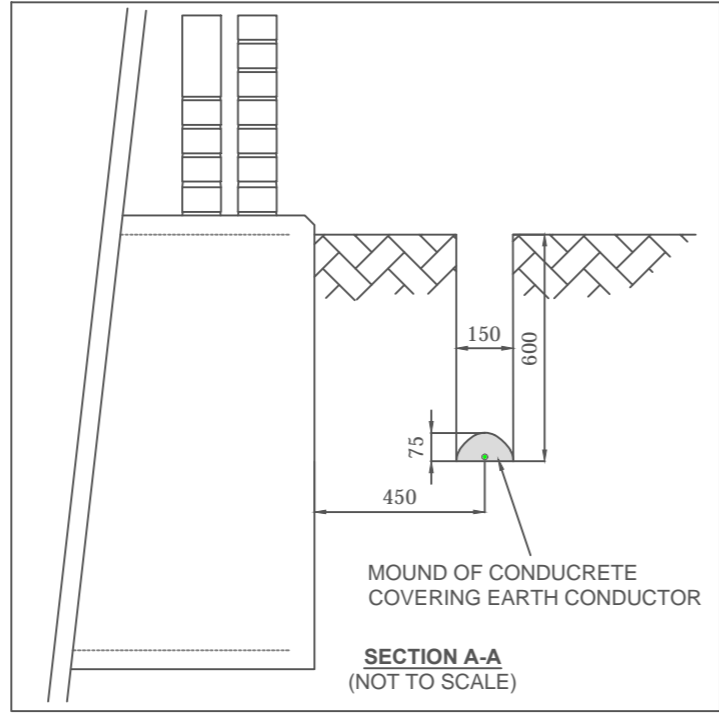 150
600
75
450
MOUND OF CONDUCRETE
COVERING EARTH CONDUCTOR
SECTION A-A
(NOT TO SCALE)